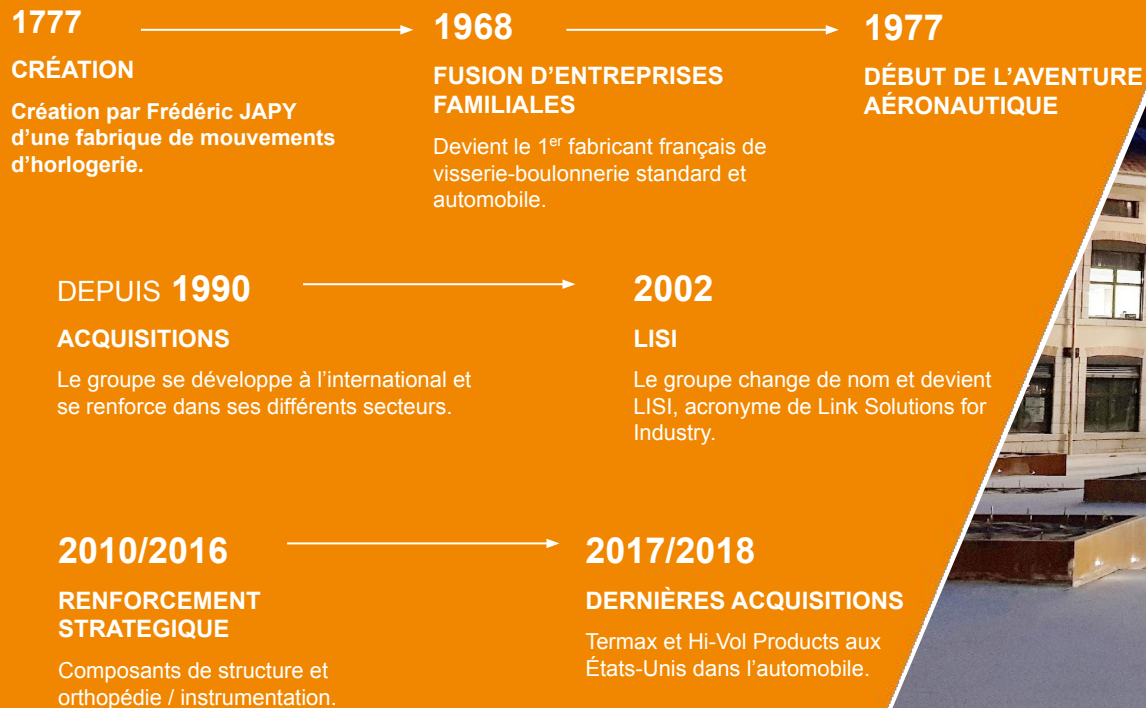 1777
CRÉATION
Création par Frédéric JAPY
d'une fabrique de mouvements
d'horlogerie.
1968
FUSION D'ENTREPRISES
FAMILIALES
Devient le 1er fabricant français de
visserie-boulonnerie standard et
automobile.
1977
DÉBUT DE L'AVENTURE
AÉRONAUTIQUE
DEPUIS 1990
ACQUISITIONS
Le groupe se développe à l'international et
se renforce dans ses différents secteurs.
2002
LISI
Le groupe change de nom et devient
LISI, acronyme de Link Solutions for
Industry.
2010/2016
RENFORCEMENT
STRATEGIQUE
Composants de structure et
orthopédie / instrumentation.
2017/2018
DERNIÈRES ACQUISITIONS
Termax et Hi-Vol Products aux
États-Unis dans l'automobile.